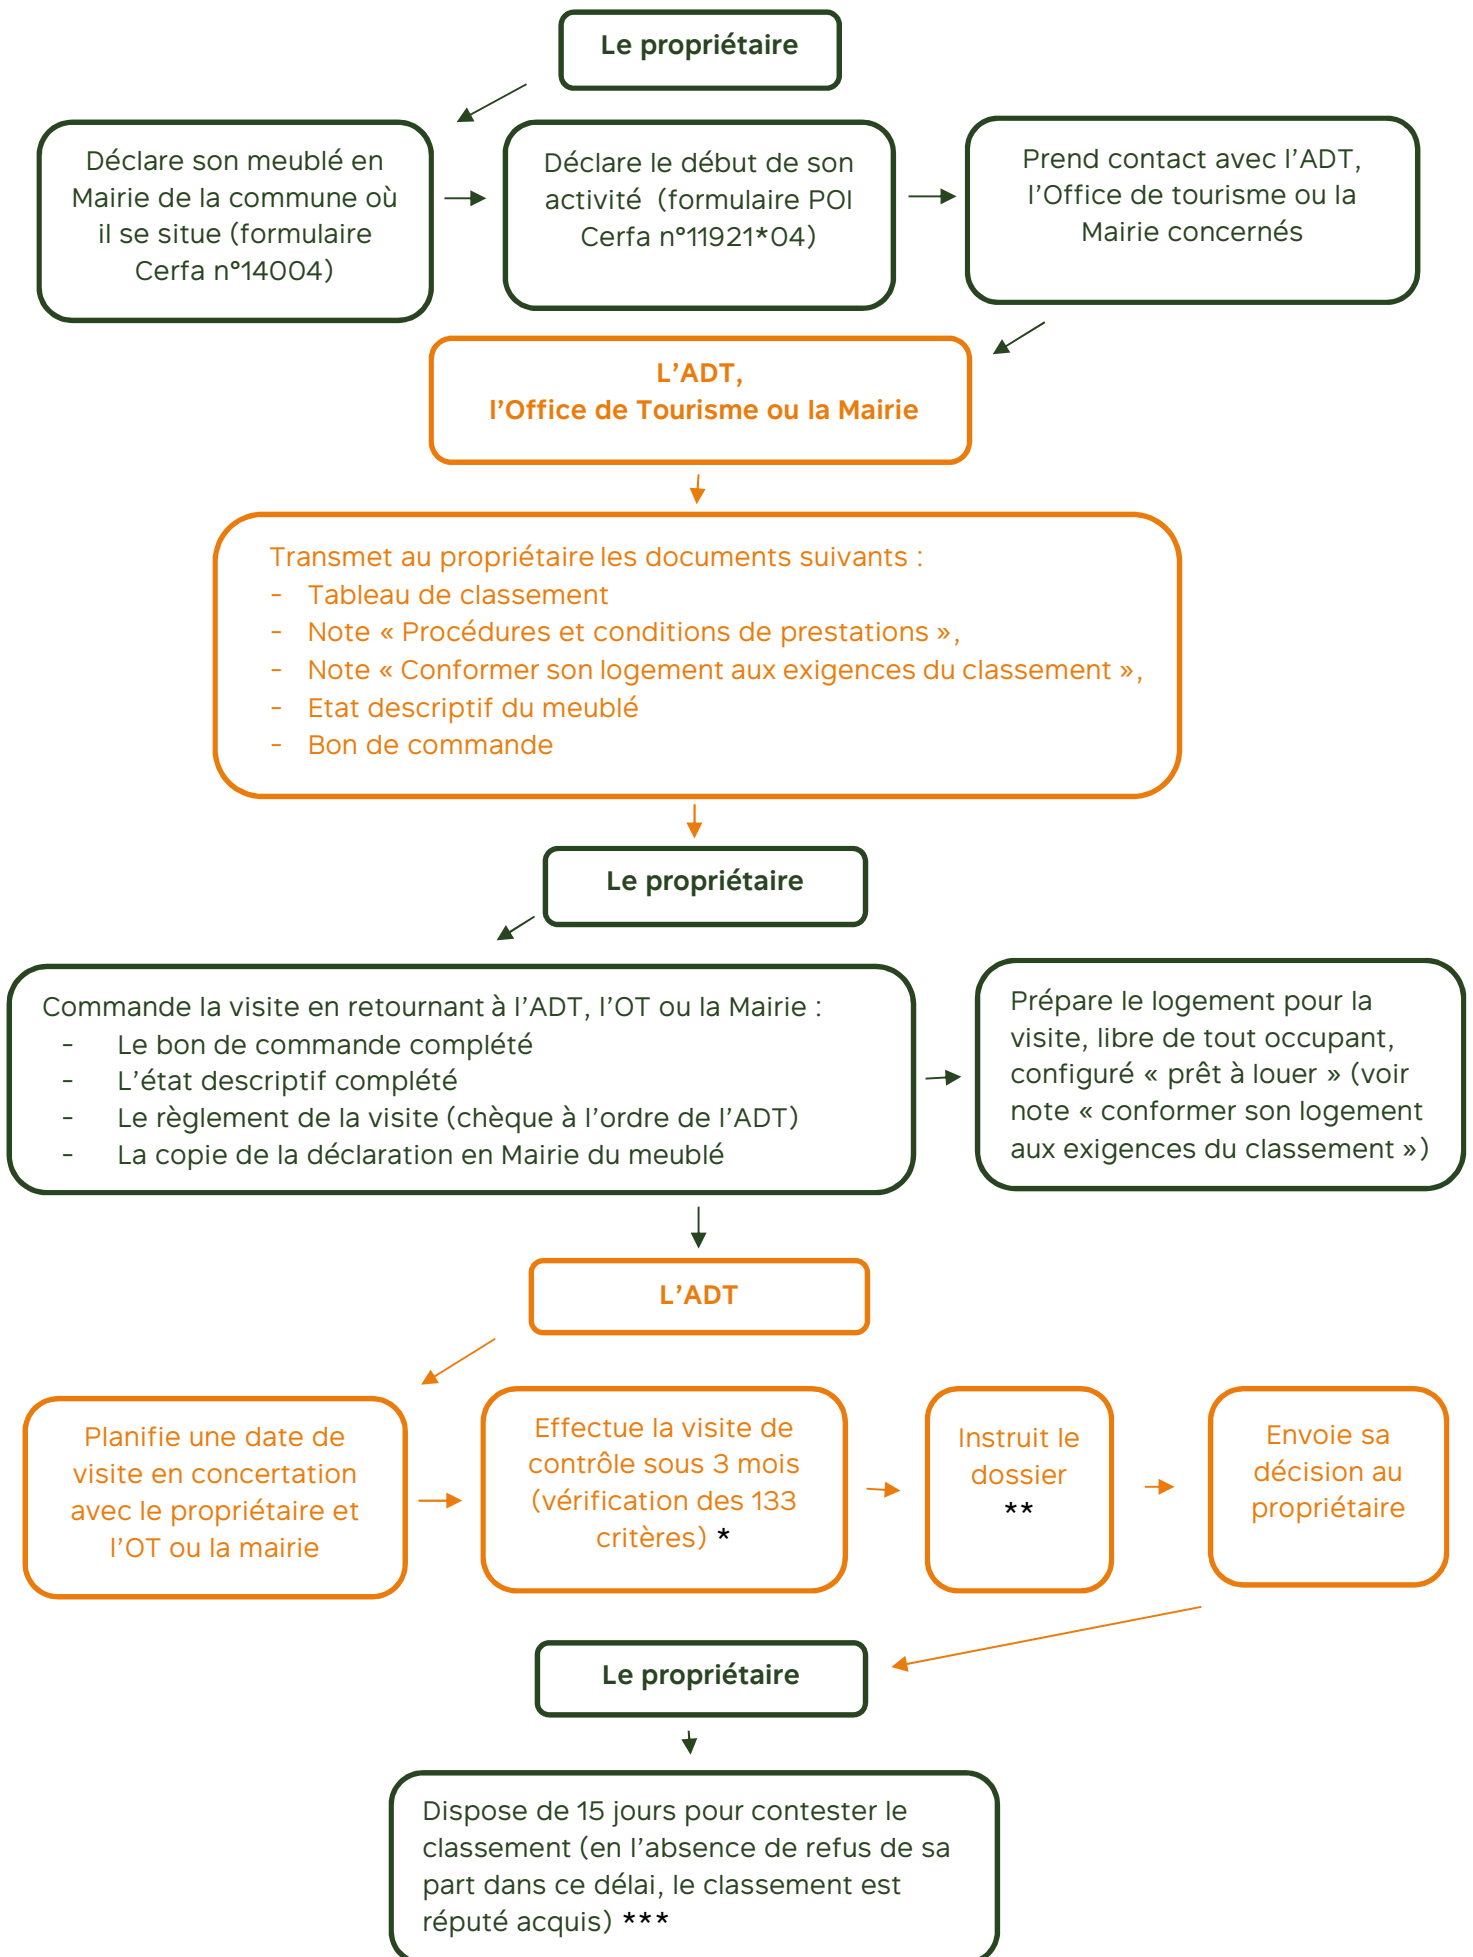 Le propriétaire
Déclare son meublé en
Mairie de la commune où
il se situe (formulaire
Cerfa n°14004)
Déclare le début de son
activité (formulaire POI
Cerfa n°11921*04)
Prend contact avec l’ADT,
l’Office de tourisme ou la
Mairie concernés
L’ADT,
l’Office de Tourisme ou la Mairie
Transmet au propriétaire les documents suivants :
- Tableau de classement
- Note « Procédures et conditions de prestations »,
- Note « Conformer son logement aux exigences du classement »,
- Etat descriptif du meublé
- Bon de commande
Le propriétaire
Commande la visite en retournant à l’ADT, l’OT ou la Mairie :
- Le bon de commande complété
- L’état descriptif complété
- Le règlement de la visite (chèque à l’ordre de l’ADT)
- La copie de la déclaration en Mairie du meublé
Prépare le logement pour la
visite, libre de tout occupant,
configuré « prêt à louer » (voir
note « conformer son logement
aux exigences du classement »)
L’ADT
Planifie une date de
visite en concertation
avec le propriétaire et
l’OT ou la mairie
Effectue la visite de
contrôle sous 3 mois
(vérification des 133
critères) *
Instruit le
dossier
**
Envoie sa
décision au
propriétaire
Le propriétaire
Dispose de 15 jours pour contester le
classement (en l’absence de refus de sa
part dans ce délai, le classement est
réputé acquis) ***